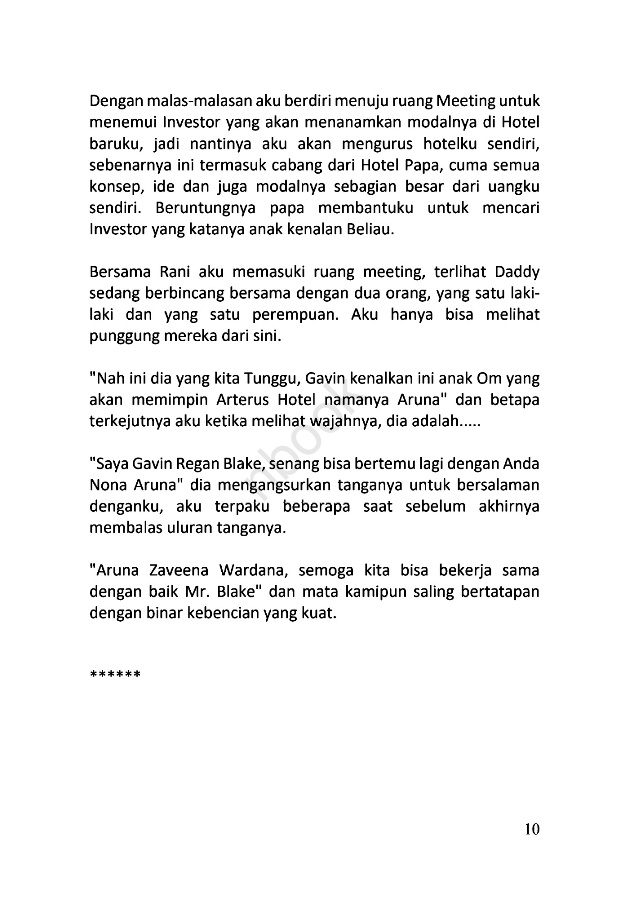 Dengan malas-malasan aku berdiri menuju ruang Meeting untuk
menemui Investor yang akan menanamkan modalnya di Hotel
baruku, jadi nantinya aku akan mengurus hotelku sendiri,
sebenarnya ini termasuk cabang dari Hotel Papa, cuma semua
konsep, ide dan juga modalnya sebagian besar dari uangku
sendiri. Beruntungnya papa membantuku untuk mencari
Investor yang katanya anak kenalan Beliau.
Bersama Rani aku memasuki ruang meeting, terlihat Daddy
sedang berbincang bersama dengan dua orang, yang satu laki-
laki dan yang satu perempuan. Aku hanya bisa melihat
punggung mereka dari sini.
"Nah ini dia yang kita Tunggu, Gavin kenalkan ini anak Om yang
akan memimpin Arterus Hotel namanya Aruna" dan betapa
terkejutnya aku ketika melihat wajahnya, dia adalah.....
"Saya Gavin Regan Blake, senang bisa bertemu lagi dengan Anda
Nona Aruna" dia mengangsurkan tanganya untuk bersalaman
denganku, aku terpaku beberapa saat sebelum akhirnya
membalas uluran tanganya.
"Aruna Zaveena Wardana, semoga kita bisa bekerja sama
dengan baik Mr. Blake" dan mata kamipun saling bertatapan
dengan binar kebencian yang kuat.
******
10